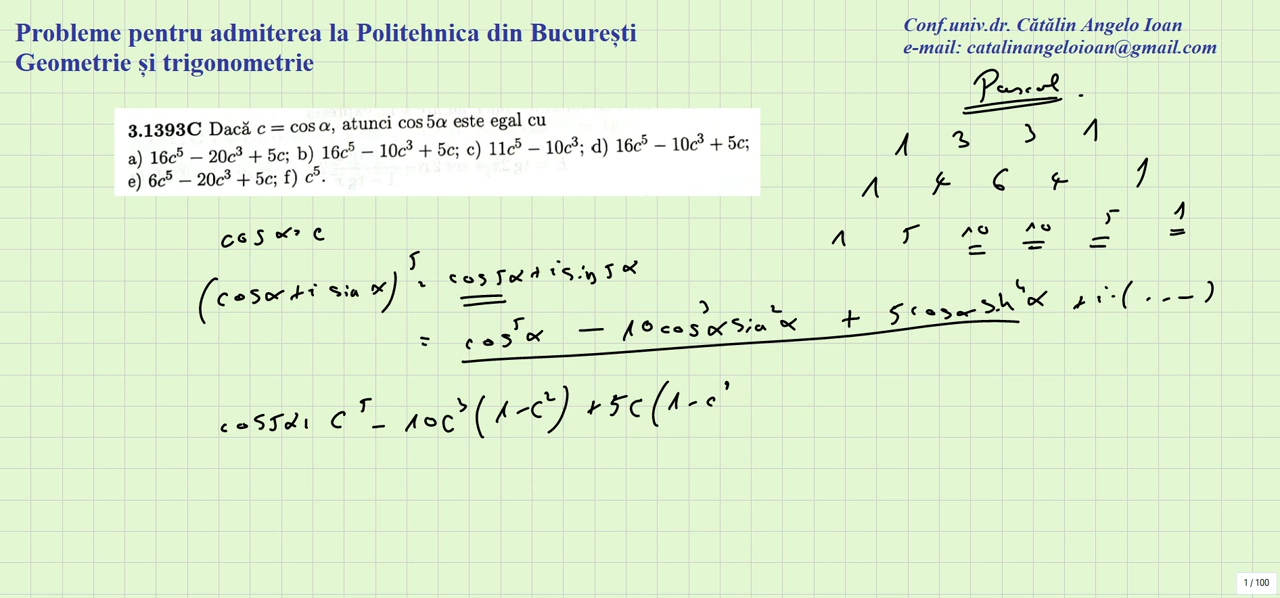 Probleme pentru admiterea la Politehnica din București
Geometrie și trigonometrie
Conf.univ.dr. Cătălin Angelo Ioan
e-mail: catalinangeloioan@gmail.com
3.1393C Dacă c = cos α, atunci cos 5α este egal cu
a) 16c⁵ − 20c³ + 5c; b) 16c⁵ − 10c³ + 5c; c) 11c⁵ − 10c³; d) 16c⁵ − 10c³ + 5c;
e) 6c⁵ − 20c³ + 5c; f) c⁵.
Pascal.
1 3 3 1
1 4 6 4 1
1 5 10 10 5 1
cos α = c
(cos α + i sin α)⁵ = cos 5α + i sin 5α
= cos⁵α − 10 cos³α sin²α + 5 cos α sin⁴α + i·(...−)
cos 5α = c⁵ − 10c³(1−c²) + 5c(1−c
1 / 100